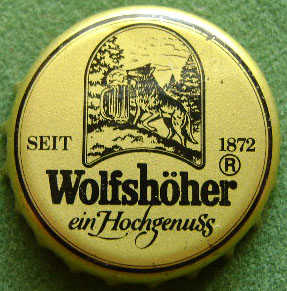 SEIT 1872
®
Wolfshöher
ein Hochgenuss